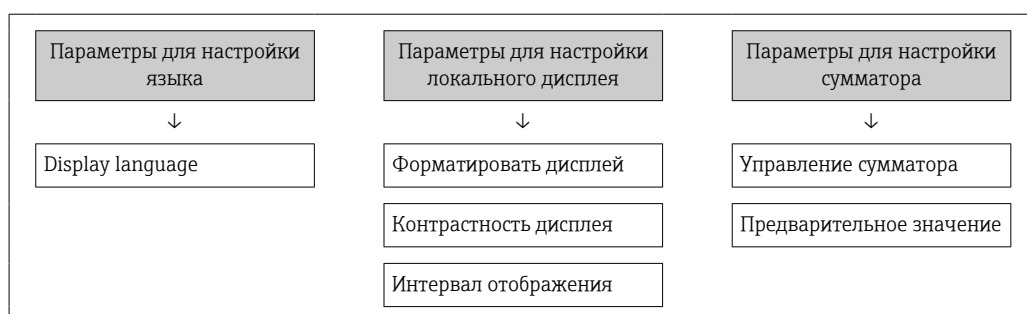 Параметры для настройки
языка
↓
Display language
Параметры для настройки
локального дисплея
↓
Форматировать дисплей
Контрастность дисплея
Интервал отображения
Параметры для настройки
сумматора
↓
Управление сумматора
Предварительное значение